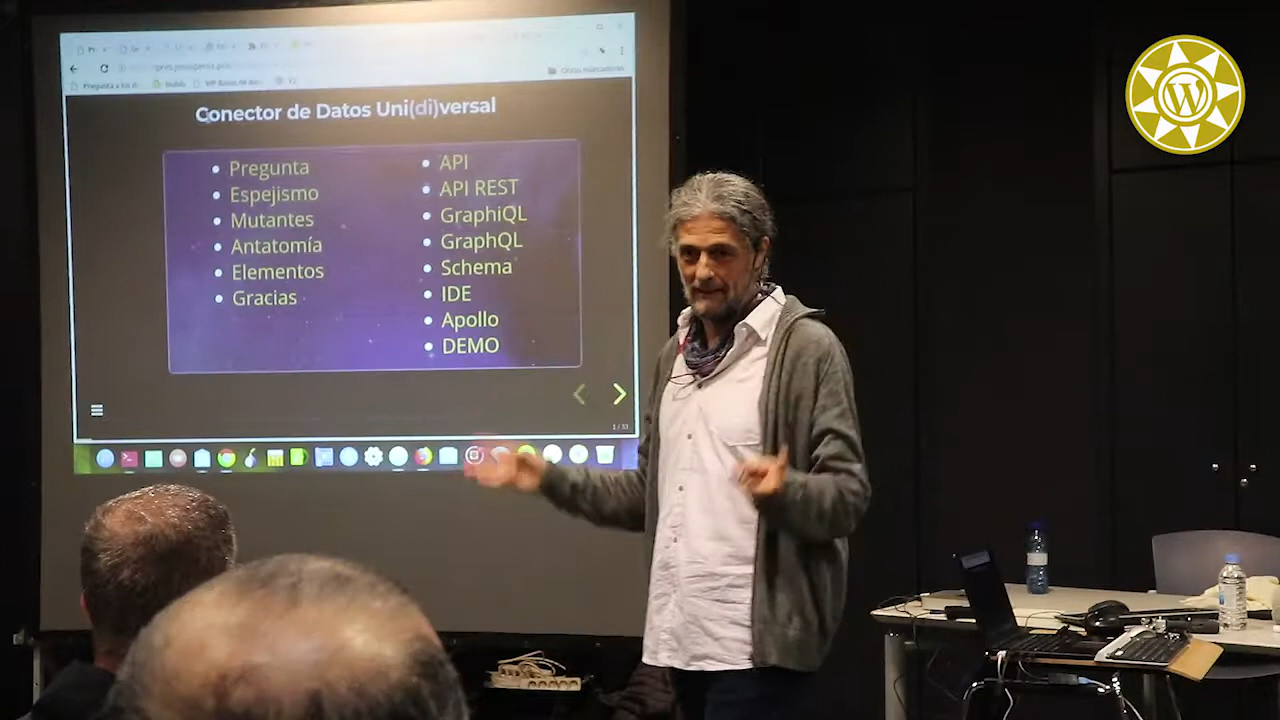 Conector de Datos Uni(di)versal
Pregunta
Espejismo
Mutantes
Antatomía
Elementos
Gracias
API
API REST
GraphiQL
GraphQL
Schema
IDE
Apollo
DEMO